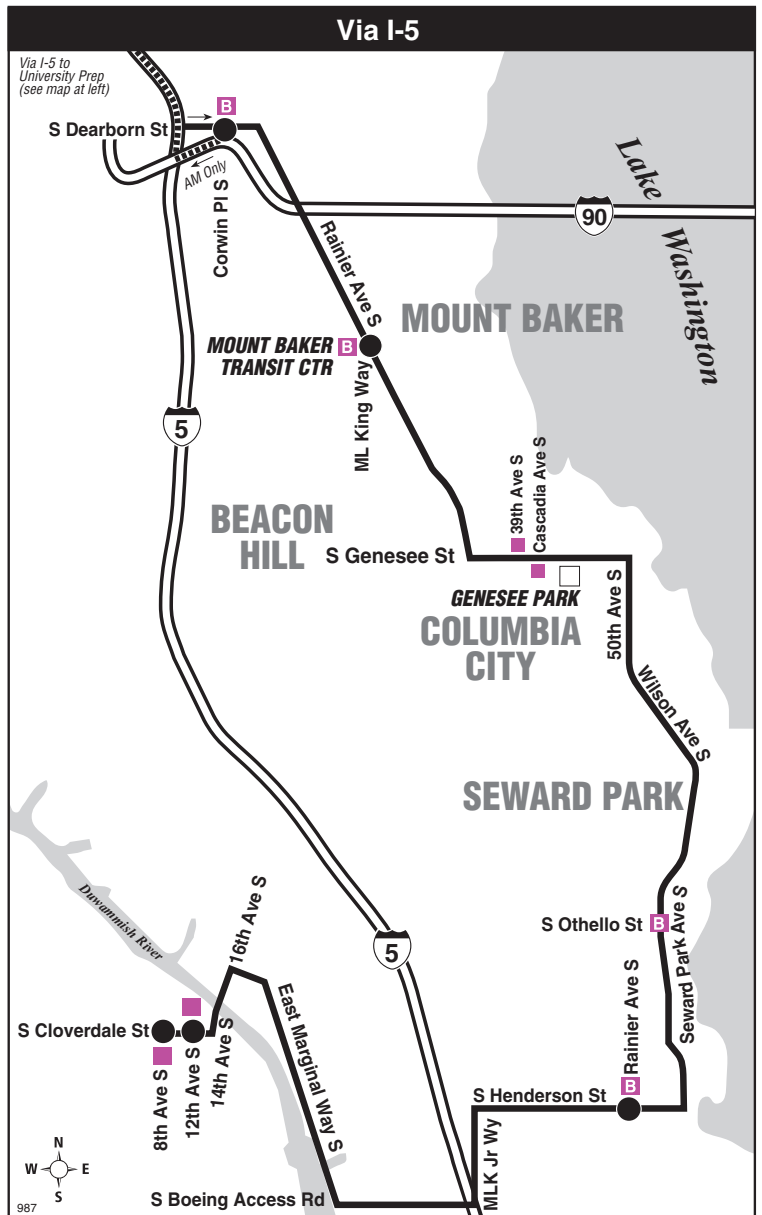 Via I-5
Via I-5 to
University Prep
(see map at left)
B
S Dearborn St
AM Only
Corwin Pl S
90
Lake
Washington
Rainier Ave S
MOUNT BAKER
MOUNT BAKER
TRANSIT CTR
B
ML King Way
5
BEACON
HILL
39th Ave S
Cascadia Ave S
S Genesee St
GENESEE PARK
COLUMBIA
CITY
50th Ave S
Wilson Ave S
SEWARD PARK
Duwammish River
16th Ave S
S Othello St
B
Seward Park Ave S
5
S Cloverdale St
8th Ave S
12th Ave S
14th Ave S
East Marginal Way S
Rainier Ave S
B
S Henderson St
MLK Jr Wy
S Boeing Access Rd
N
W
E
S
987